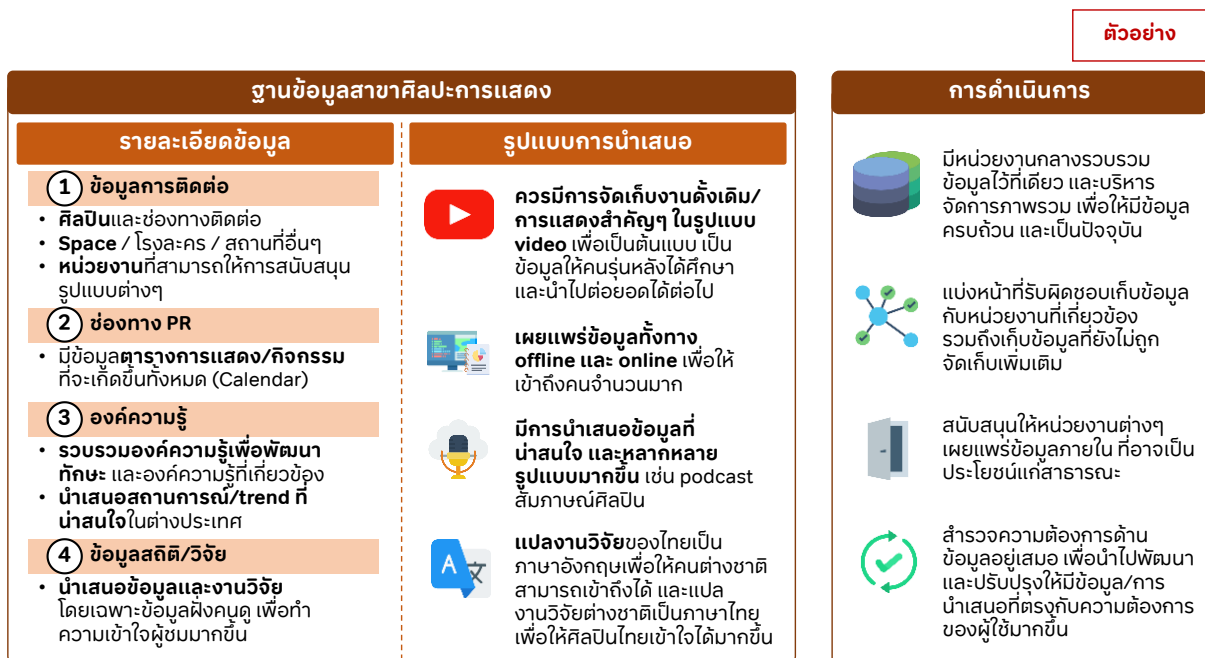 ตัวอย่าง
ฐานข้อมูลสาขาศิลปะการแสดง
รายละเอียดข้อมูล
1 ข้อมูลการติดต่อ
• ศิลปินและช่องทางติดต่อ
• Space / โรงละคร / สถานที่อื่นๆ
• หน่วยงานที่สามารถให้การสนับสนุน
รูปแบบต่างๆ
2 ช่องทาง PR
• มีข้อมูลตารางการแสดง/กิจกรรม
ที่จะเกิดขึ้นทั้งหมด (Calendar)
3 องค์ความรู้
• รวบรวมองค์ความรู้เพื่อพัฒนา
ทักษะ และองค์ความรู้ที่เกี่ยวข้อง
• นำเสนอสถานการณ์/trend ที่
น่าสนใจในต่างประเทศ
4 ข้อมูลสถิติ/วิจัย
• นำเสนอข้อมูลและงานวิจัย
โดยเฉพาะข้อมูลฝั่งคนดู เพื่อทำ
ความเข้าใจผู้ชมมากขึ้น
รูปแบบการนำเสนอ
ควรมีการจัดเก็บงานดั้งเดิม/
การแสดงสำคัญๆ ในรูปแบบ
video เพื่อเป็นต้นแบบ เป็น
ข้อมูลให้คนรุ่นหลังได้ศึกษา
และนำไปต่อยอดได้ต่อไป
เผยแพร่ข้อมูลทั้งทาง
offline และ online เพื่อให้
เข้าถึงคนจำนวนมาก
มีการนำเสนอข้อมูลที่
น่าสนใจ และหลากหลาย
รูปแบบมากขึ้น เช่น podcast
สัมภาษณ์ศิลปิน
A 文
แปลงานวิจัยของไทยเป็น
ภาษาอังกฤษเพื่อให้คนต่างชาติ
สามารถเข้าถึงได้ และแปล
งานวิจัยต่างชาติเป็นภาษาไทย
เพื่อให้ศิลปินไทยเข้าใจได้มากขึ้น
การดำเนินการ
มีหน่วยงานกลางรวบรวม
ข้อมูลไว้ที่เดียว และบริหาร
จัดการภาพรวม เพื่อให้มีข้อมูล
ครบถ้วน และเป็นปัจจุบัน
แบ่งหน้าที่รับผิดชอบเก็บข้อมูล
กับหน่วยงานที่เกี่ยวข้อง
รวมถึงเก็บข้อมูลที่ยังไม่ถูก
จัดเก็บเพิ่มเติม
สนับสนุนให้หน่วยงานต่างๆ
เผยแพร่ข้อมูลภายใน ที่อาจเป็น
ประโยชน์แก่สาธารณะ
สำรวจความต้องการด้าน
ข้อมูลอยู่เสมอ เพื่อนำไปพัฒนา
และปรับปรุงให้มีข้อมูล/การ
นำเสนอที่ตรงกับความต้องการ
ของผู้ใช้มากขึ้น